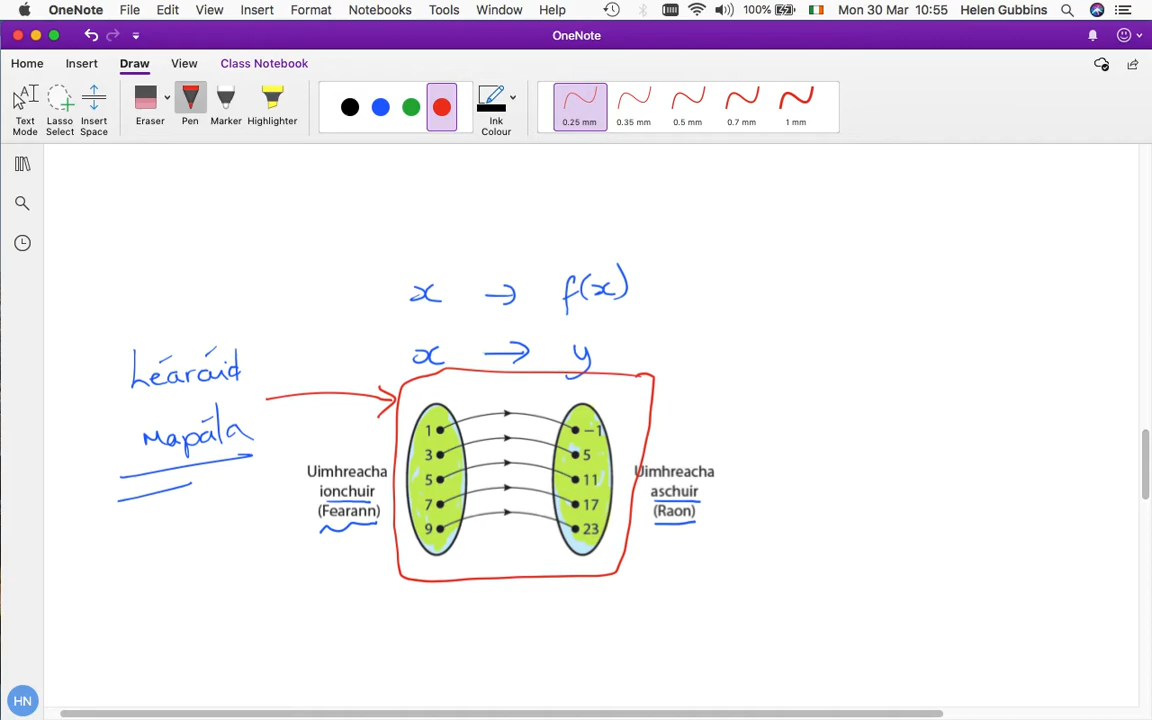 OneNote File Edit View Insert Format Notebooks Tools Window Help 100% Mon 30 Mar 10:55 Helen Gubbins
OneNote
Home Insert Draw View Class Notebook
A
Text Mode
Lasso Select
Insert Space
Eraser
Pen
Marker
Highlighter
Ink Colour
0.25 mm
0.35 mm
0.5 mm
0.7 mm
1 mm
x → f(x)
x → y
Léaráid
Mapála
Uimhreacha
ionchuir
(Fearann)
1 −1
3 5
5 11
7 17
9 23
Uimhreacha
aschuir
(Raon)
HN